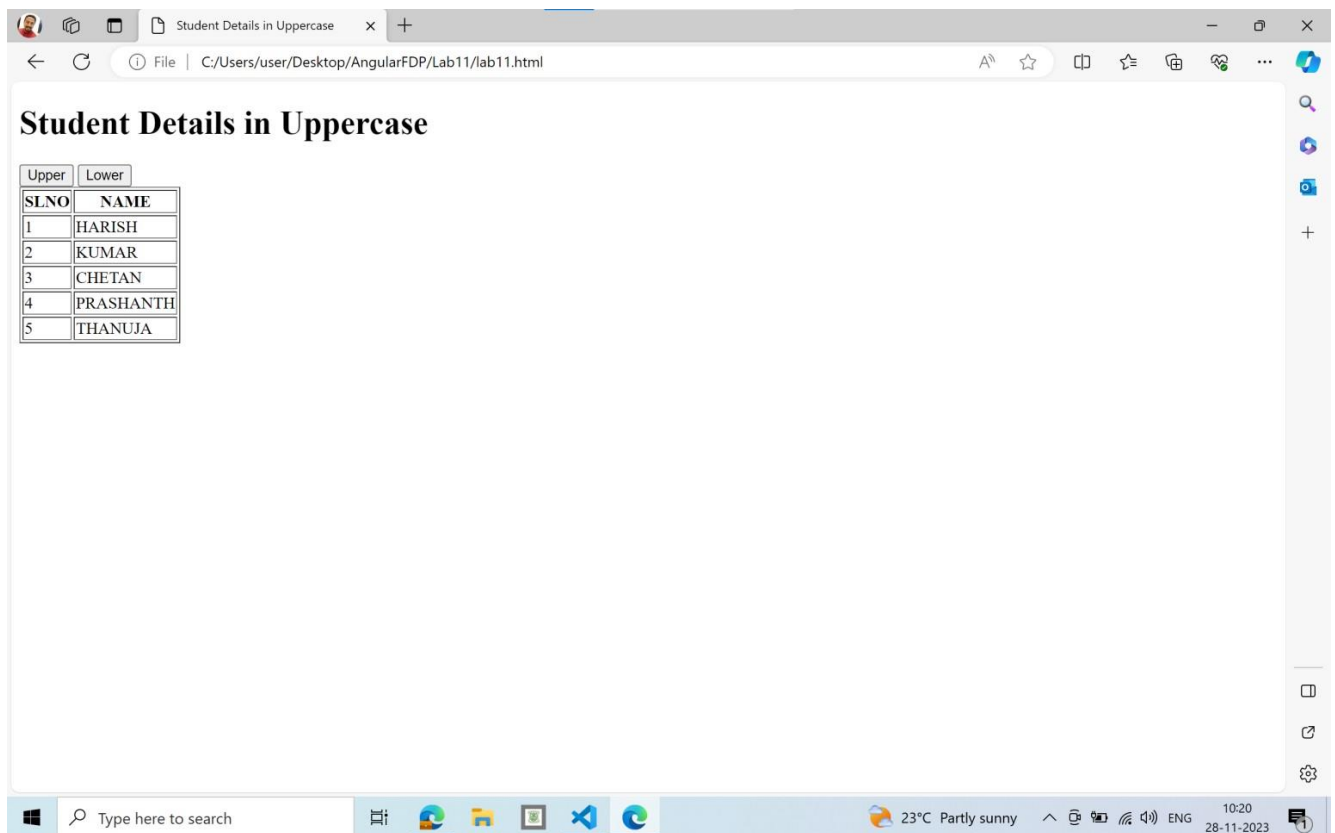 Student Details in Uppercase
File | C:/Users/user/Desktop/AngularFDP/Lab11/lab11.html
Student Details in Uppercase
Upper Lower
SLNO NAME
1 HARISH
2 KUMAR
3 CHETAN
4 PRASHANTH
5 THANUJA
Type here to search
23°C Partly sunny
ENG
10:20
28-11-2023
1